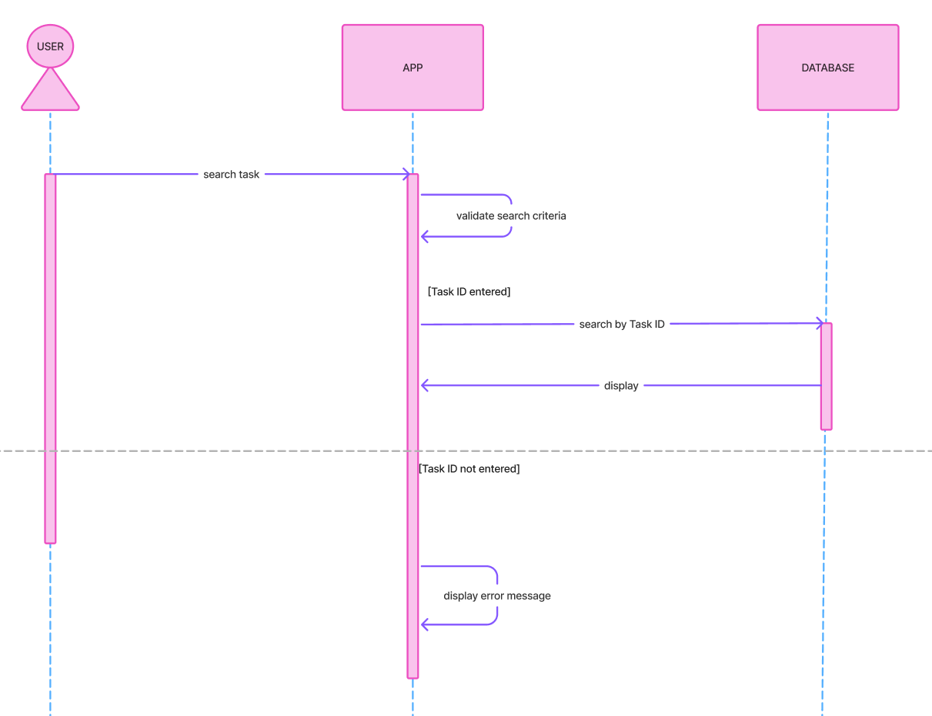 USER
APP
DATABASE
search task
validate search criteria
[Task ID entered]
search by Task ID
display
[Task ID not entered]
display error message